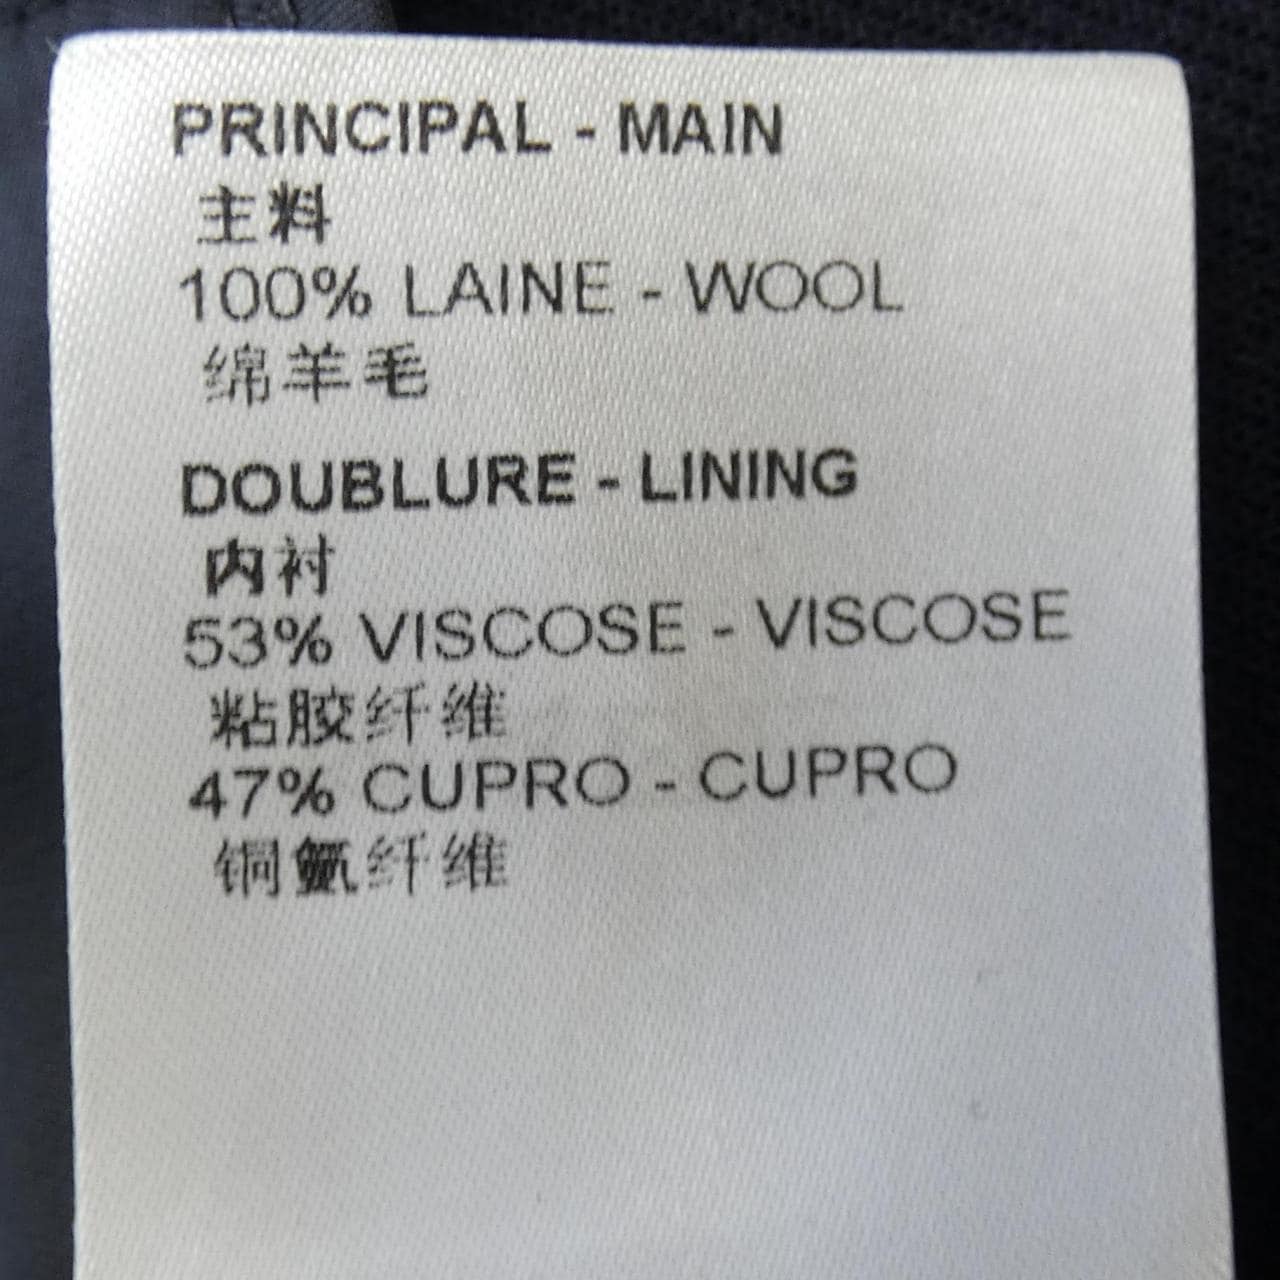 PRINCIPAL - MAIN
主料
100% LAINE - WOOL
绵羊毛
DOUBLURE - LINING
内衬
53% VISCOSE - VISCOSE
粘胶纤维
47% CUPRO - CUPRO
铜氨纤维